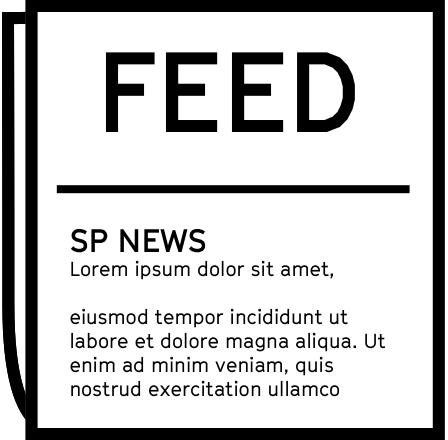 FEED
SP NEWS
Lorem ipsum dolor sit amet,
eiusmod tempor incididunt ut
labore et dolore magna aliqua. Ut
enim ad minim veniam, quis
nostrud exercitation ullamco